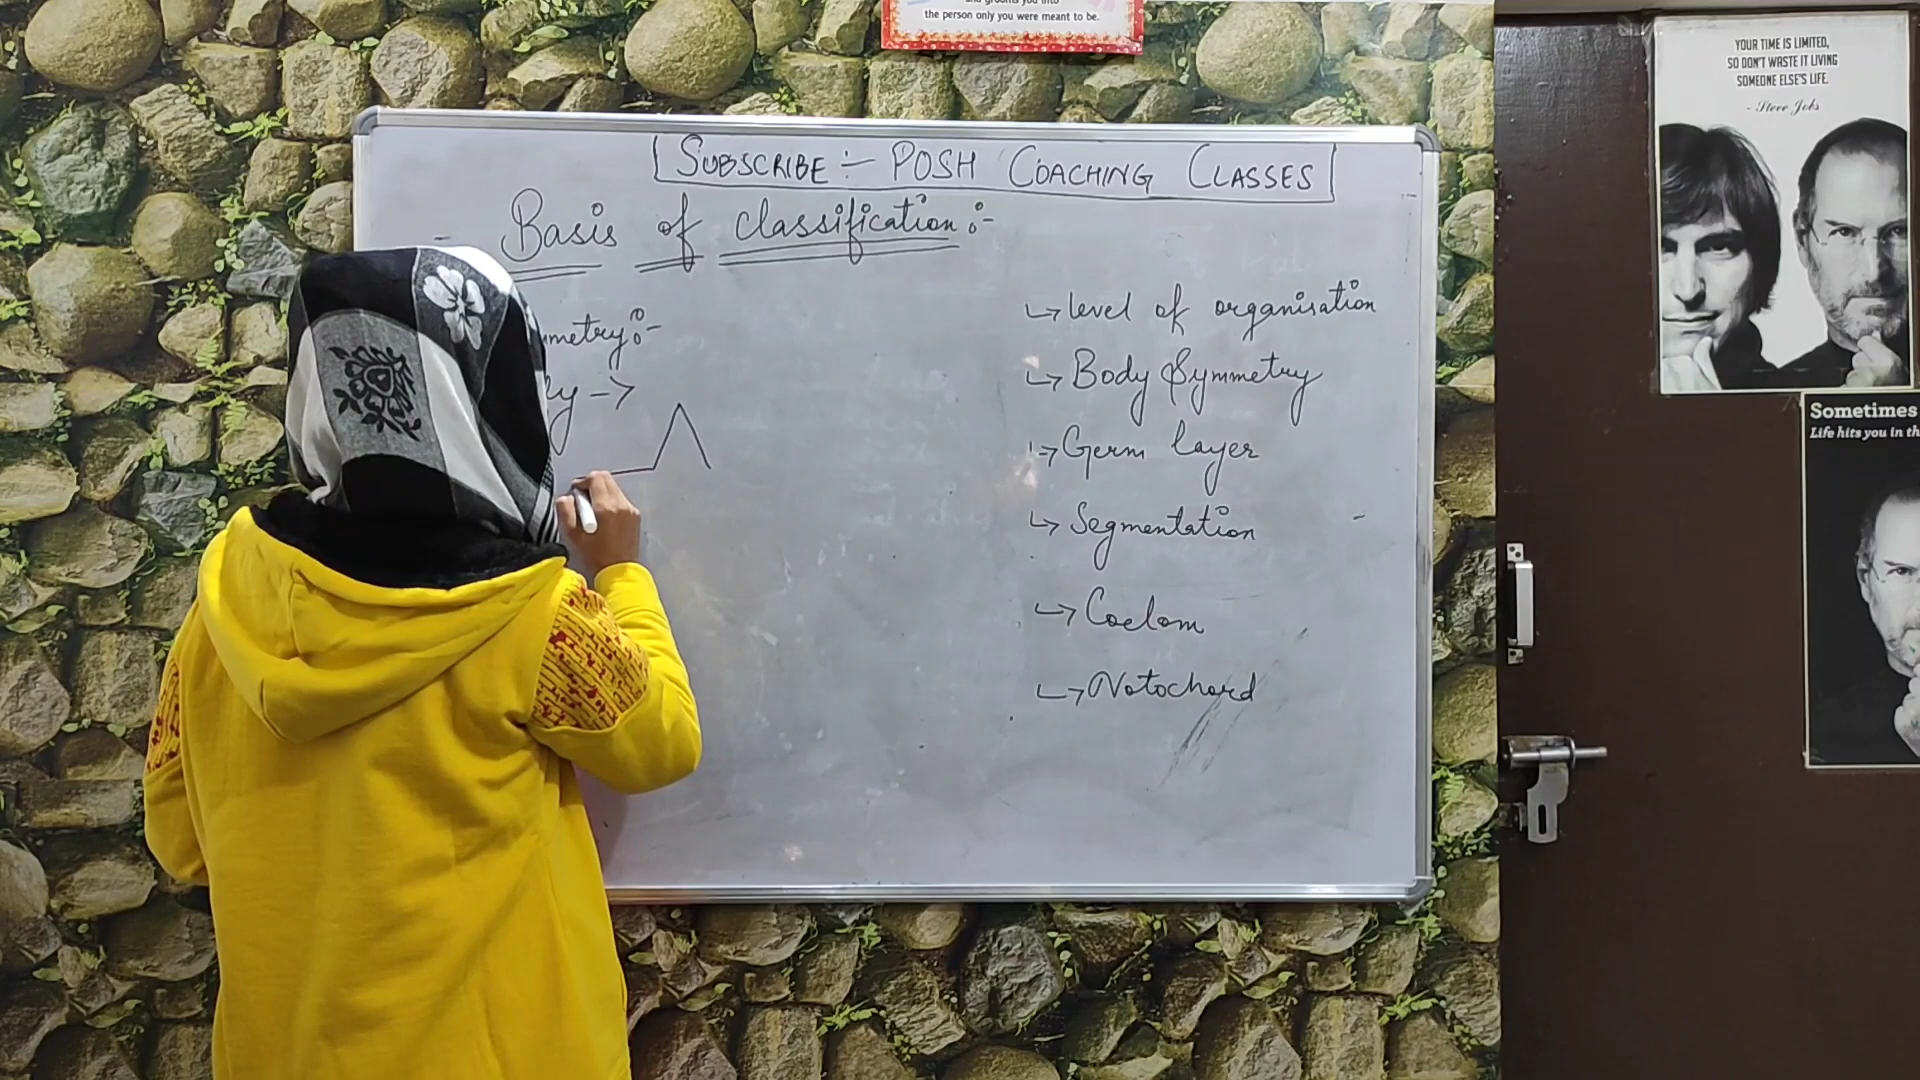 the person only you were meant to be.
SUBSCRIBE :- POSH COACHING CLASSES
Basis of classification :-
mmetry :-
y ->
↳ level of organisation
↳ Body Symmetry
↳ Germ layer
↳ Segmentation
↳ Coelom
↳ Notochord
YOUR TIME IS LIMITED,
SO DON'T WASTE IT LIVING
SOMEONE ELSE'S LIFE.
- Steve Jobs
Sometimes
Life hits you in th